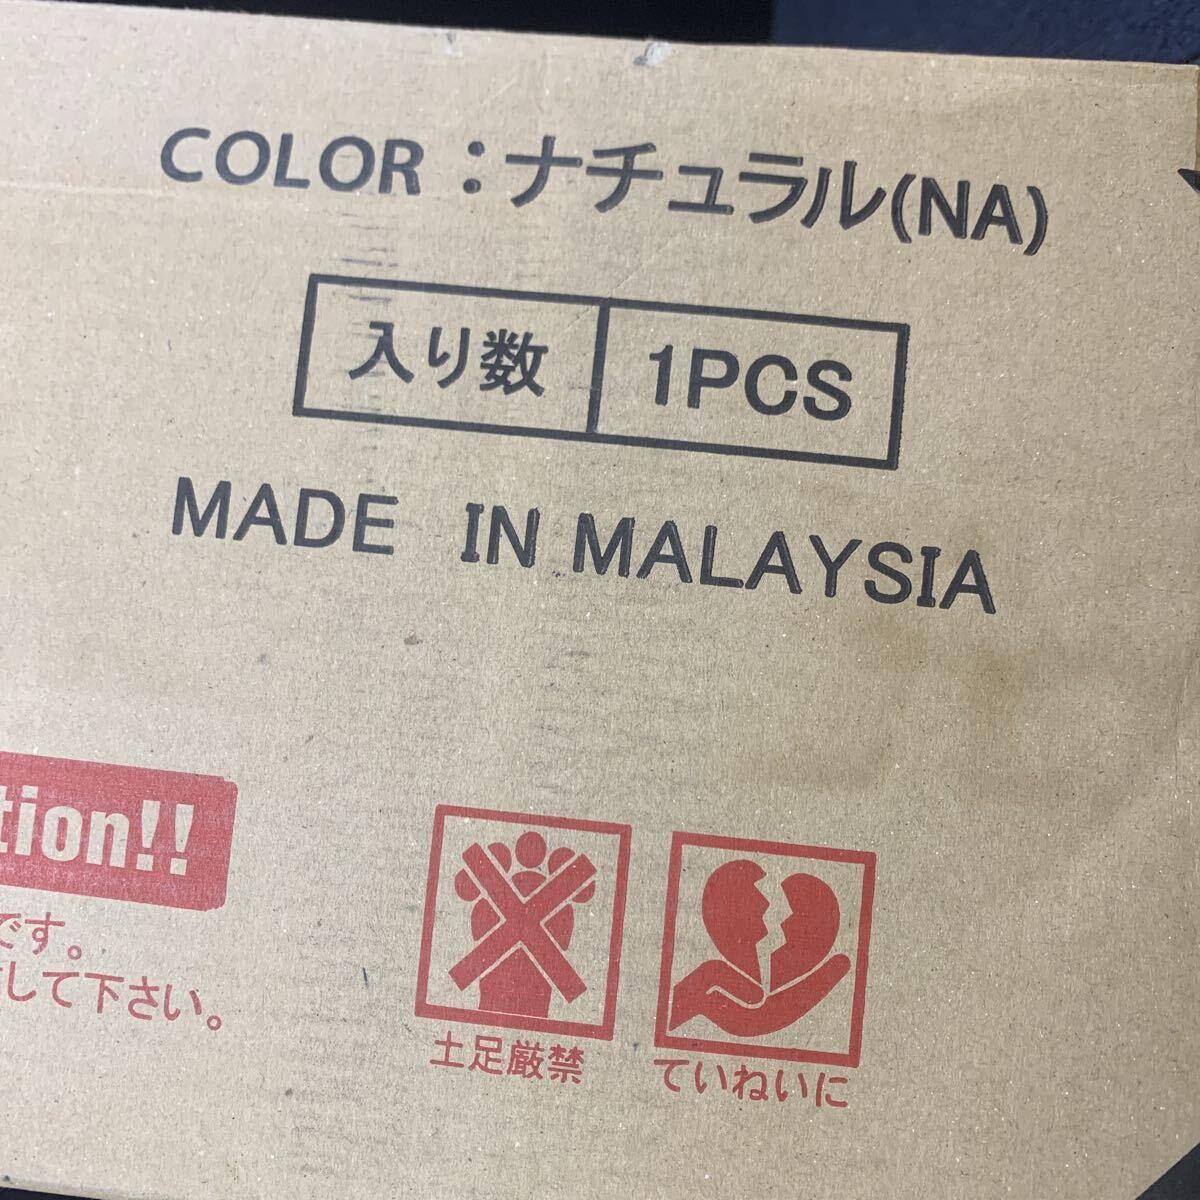 COLOR：ナチュラル(NA)
入り数 1PCS
MADE IN MALAYSIA
tion!!
です。
して下さい。
土足厳禁
ていねいに